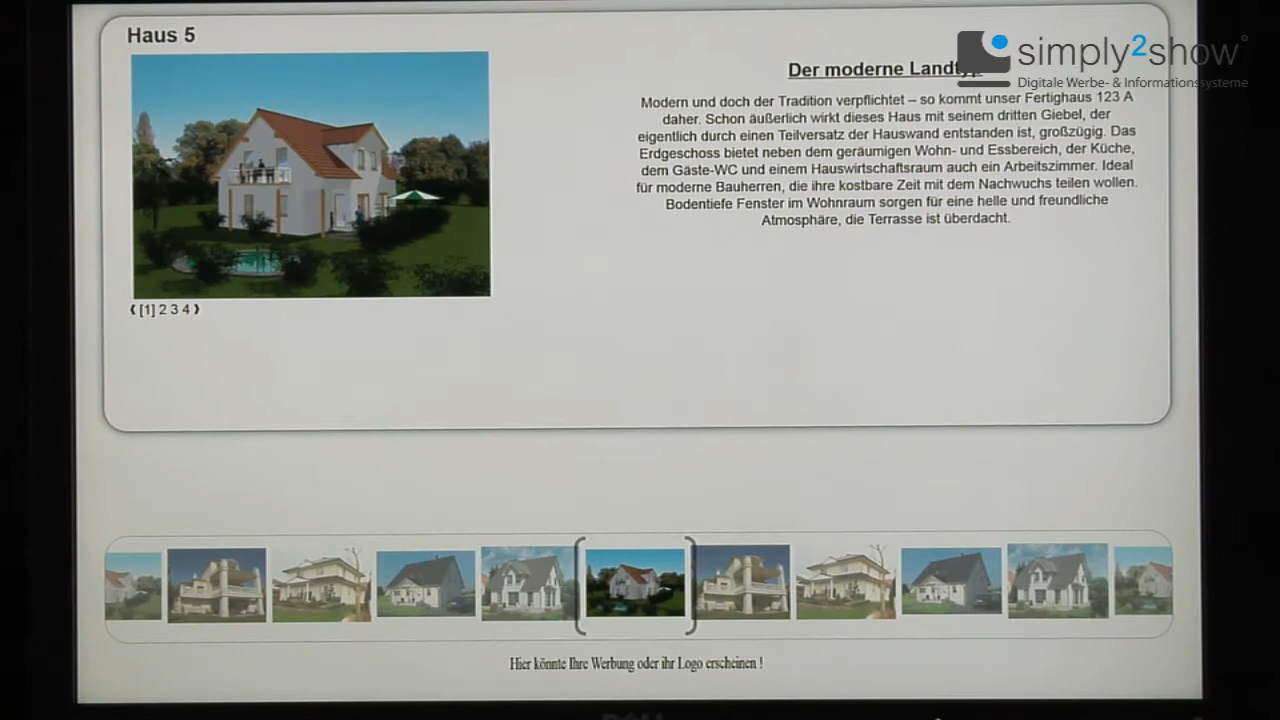 Haus 5
simply2show
Digitale Werbe- & Informationssysteme
Der moderne
Modern und doch der Tradition verpflichtet – so kommt unser Fertighaus 123 A
daher. Schon äußerlich wirkt dieses Haus mit seinem dritten Giebel, der
eigentlich durch einen Teilversatz der Hauswand entstanden ist, großzügig. Das
Erdgeschoss bietet neben dem geräumigen Wohn- und Essbereich, der Küche,
dem Gäste-WC und einem Hauswirtschaftsraum auch ein Arbeitszimmer. Ideal
für moderne Bauherren, die ihre kostbare Zeit mit dem Nachwuchs teilen wollen.
Bodentiefe Fenster im Wohnraum sorgen für eine helle und freundliche
Atmosphäre, die Terrasse ist überdacht.
❰ [1] 2 3 4 ❱
Hier könnte Ihre Werbung oder ihr Logo erscheinen !